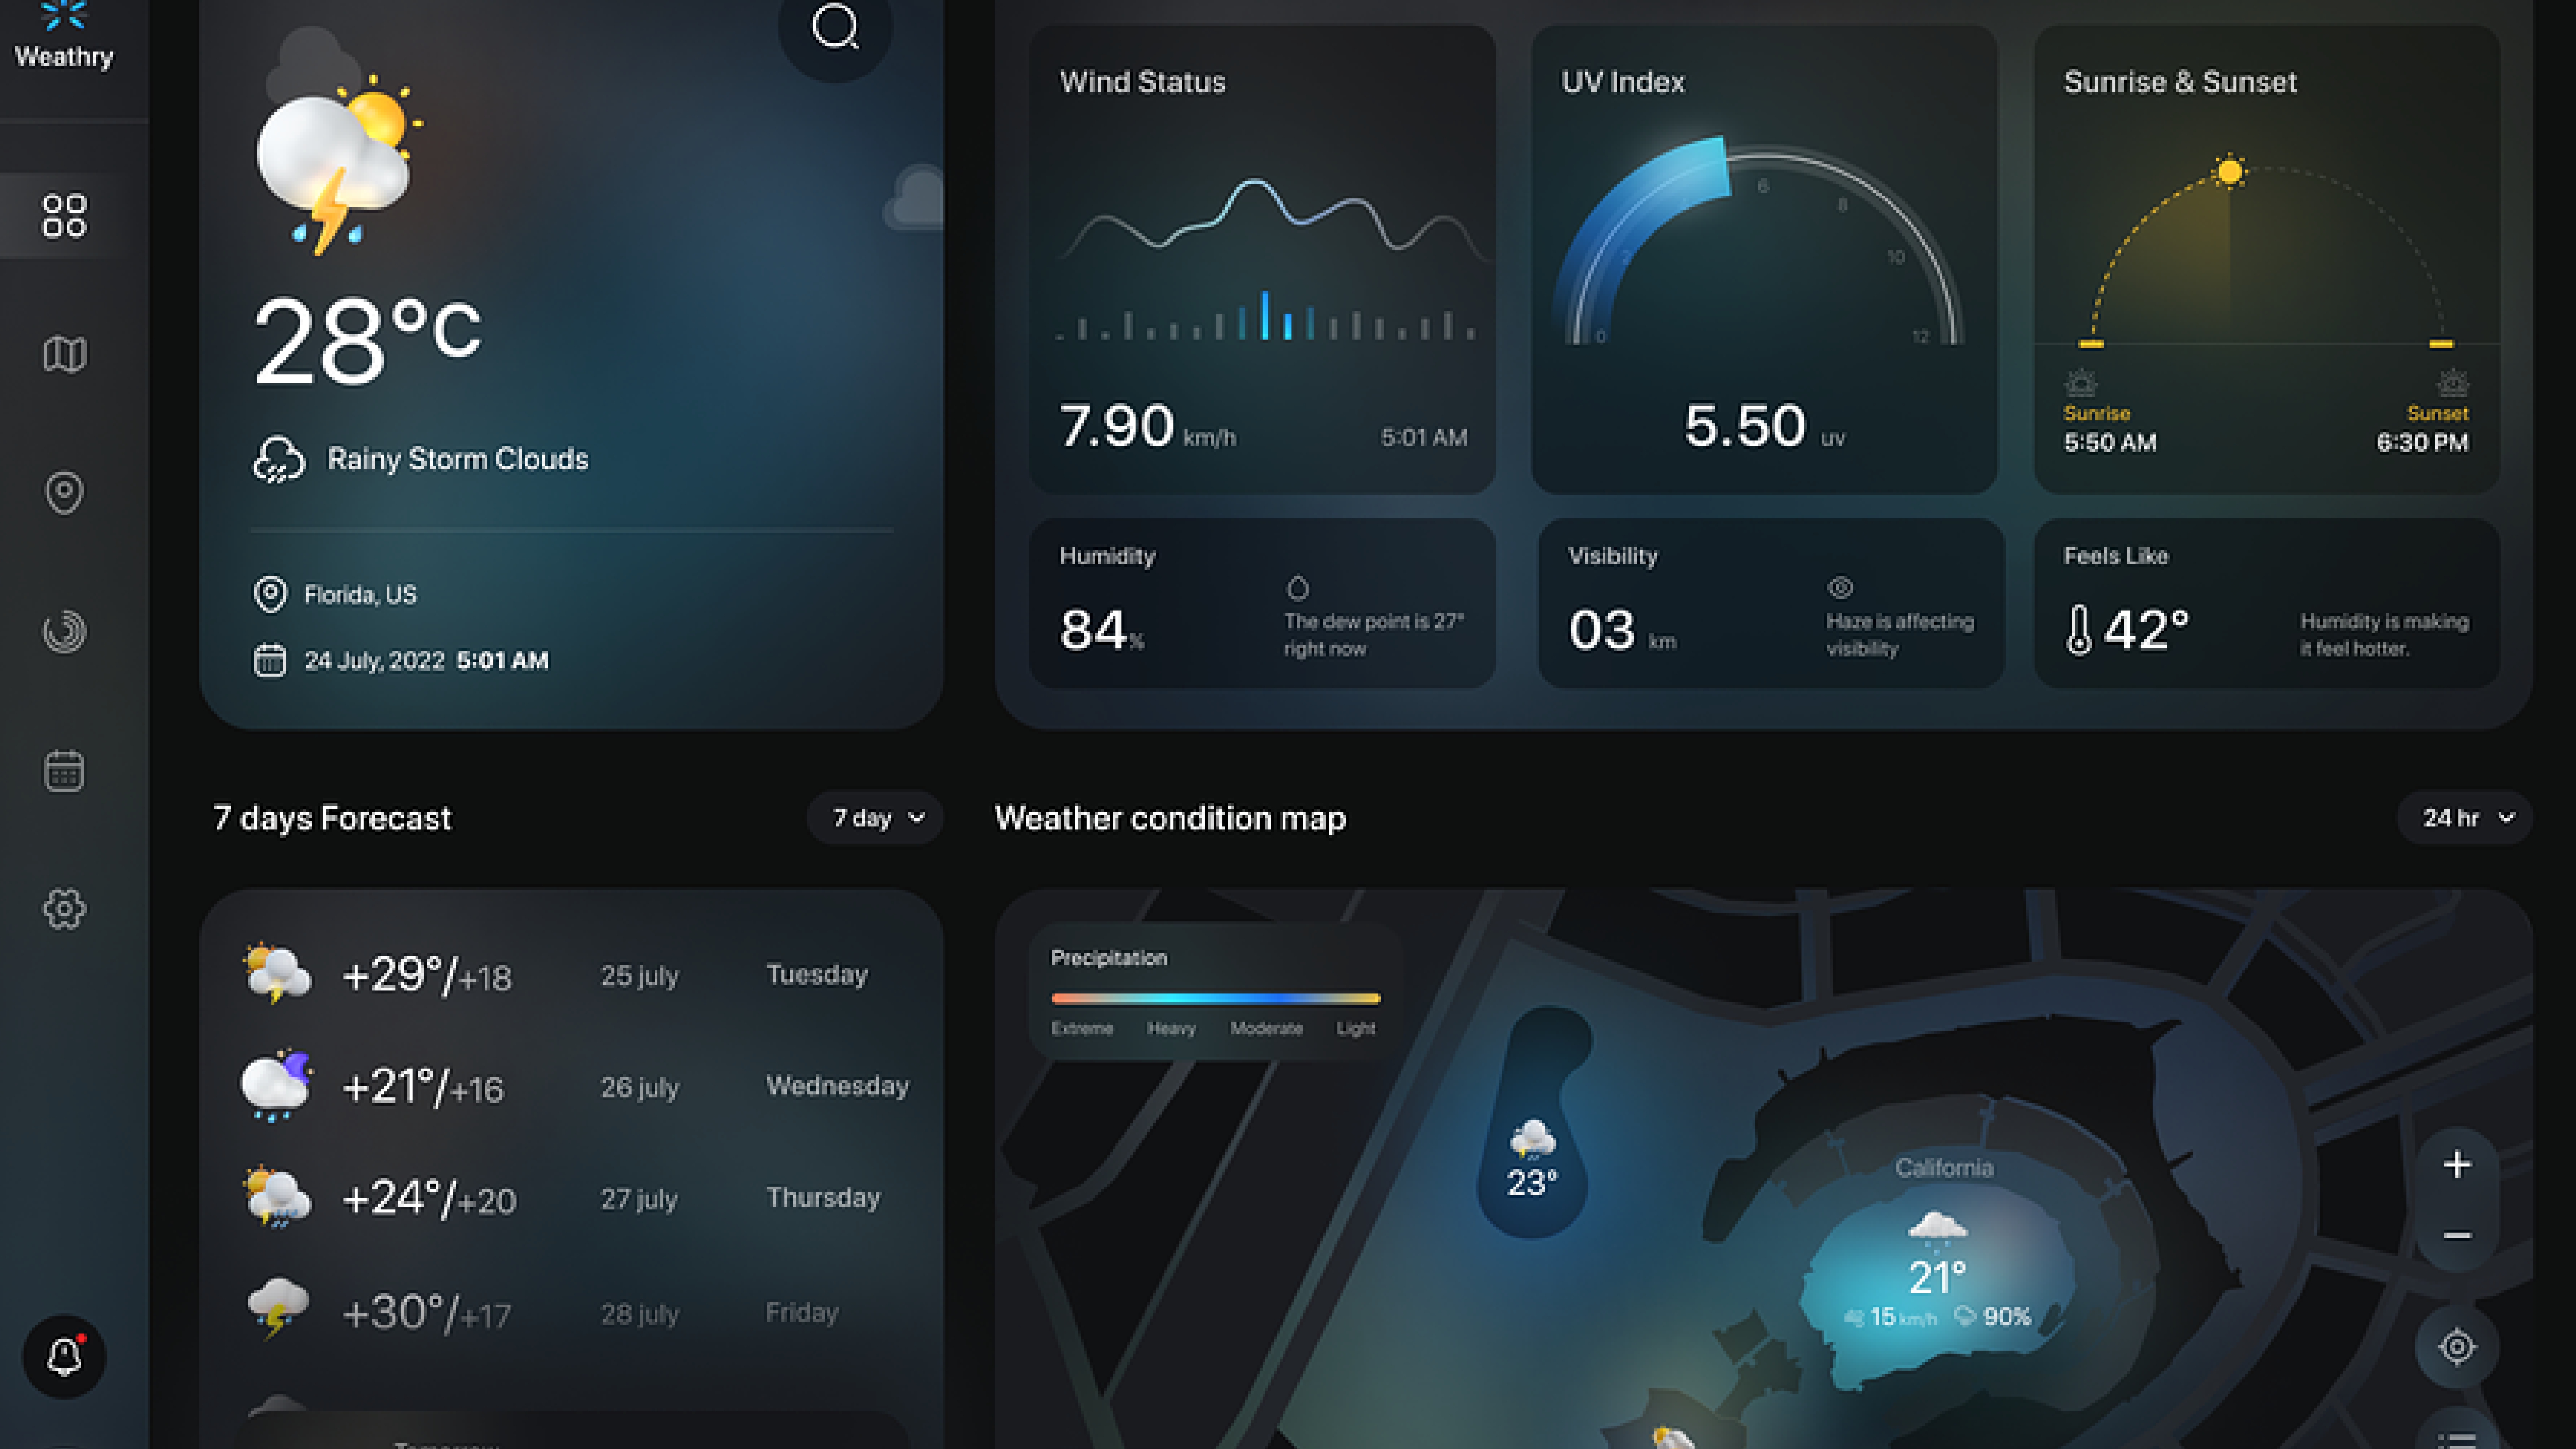 Weathry
28°C
Rainy Storm Clouds
Florida, US
24 July, 2022 5:01 AM
Wind Status
7.90 km/h
5:01 AM
UV Index
0
2
6
8
10
12
5.50 uv
Sunrise & Sunset
Sunrise
5:50 AM
Sunset
6:30 PM
Humidity
84%
The dew point is 27°
right now
Visibility
03 km
Haze is affecting
visibility
Feels Like
42°
Humidity is making
it feel hotter.
7 days Forecast
7 day
+29°/+18 25 july Tuesday
+21°/+16 26 july Wednesday
+24°/+20 27 july Thursday
+30°/+17 28 july Friday
Weather condition map
24 hr
Precipitation
Extreme Heavy Moderate Light
23°
California
21°
15 km/h 90%